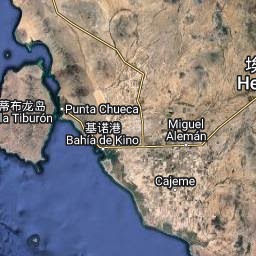 埃
He
蒂布龙岛
la Tiburón
Punta Chueca
基诺港
Bahía de Kino
Miguel
Alemán
Cajeme